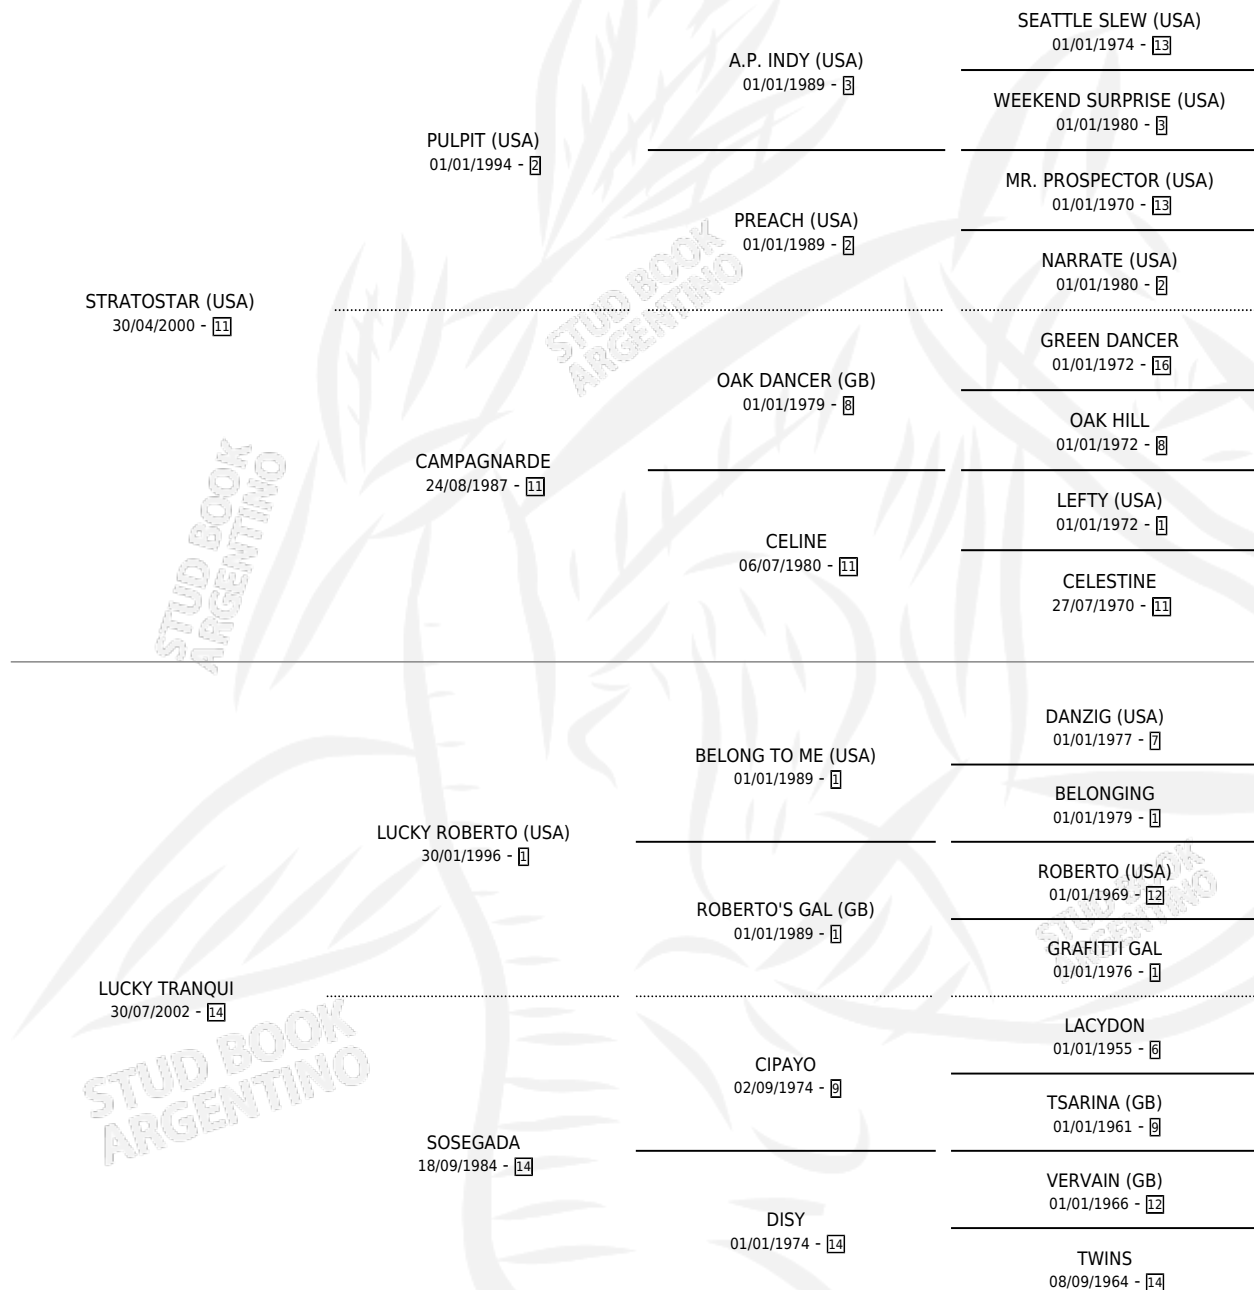 SEATTLE SLEW (USA)
01/01/1974 - 13
A.P. INDY (USA)
01/01/1989 - 3
WEEKEND SURPRISE (USA)
01/01/1980 - 3
PULPIT (USA)
01/01/1994 - 2
MR. PROSPECTOR (USA)
01/01/1970 - 13
PREACH (USA)
01/01/1989 - 2
NARRATE (USA)
01/01/1980 - 2
STRATOSTAR (USA)
30/04/2000 - 11
GREEN DANCER
01/01/1972 - 16
OAK DANCER (GB)
01/01/1979 - 8
OAK HILL
01/01/1972 - 8
CAMPAGNARDE
24/08/1987 - 11
LEFTY (USA)
01/01/1972 - 1
CELINE
06/07/1980 - 11
CELESTINE
27/07/1970 - 11
DANZIG (USA)
01/01/1977 - 7
BELONG TO ME (USA)
01/01/1989 - 1
BELONGING
01/01/1979 - 1
LUCKY ROBERTO (USA)
30/01/1996 - 1
ROBERTO (USA)
01/01/1969 - 12
ROBERTO'S GAL (GB)
01/01/1989 - 1
GRAFITTI GAL
01/01/1976 - 1
LUCKY TRANQUI
30/07/2002 - 14
LACYDON
01/01/1955 - 6
CIPAYO
02/09/1974 - 9
TSARINA (GB)
01/01/1961 - 9
SOSEGADA
18/09/1984 - 14
VERVAIN (GB)
01/01/1966 - 12
DISY
01/01/1974 - 14
TWINS
08/09/1964 - 14
STUD BOOK
ARGENTINO
STUD BOOK
ARGENTINO
STUD BOOK
ARGENTINO
STUD BOOK
ARGENTINO